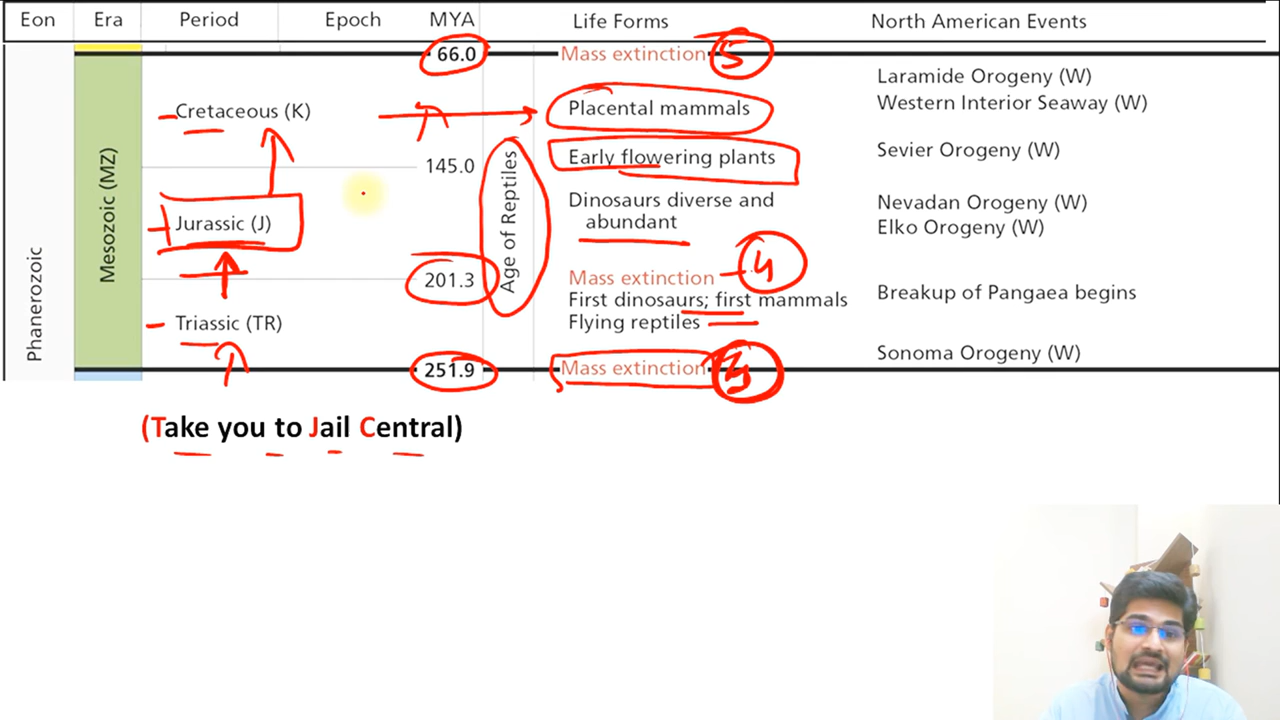 Eon Era Period Epoch MYA Life Forms North American Events
66.0 Mass extinction 5
Laramide Orogeny (W)
Cretaceous (K) Placental mammals Western Interior Seaway (W)
145.0 Early flowering plants Sevier Orogeny (W)
Phanerozoic
Mesozoic (MZ)
Age of Reptiles
Dinosaurs diverse and Nevadan Orogeny (W)
Jurassic (J) abundant Elko Orogeny (W)
201.3 Mass extinction 4
First dinosaurs; first mammals Breakup of Pangaea begins
Triassic (TR) Flying reptiles
Sonoma Orogeny (W)
251.9 Mass extinction
(Take you to Jail Central)